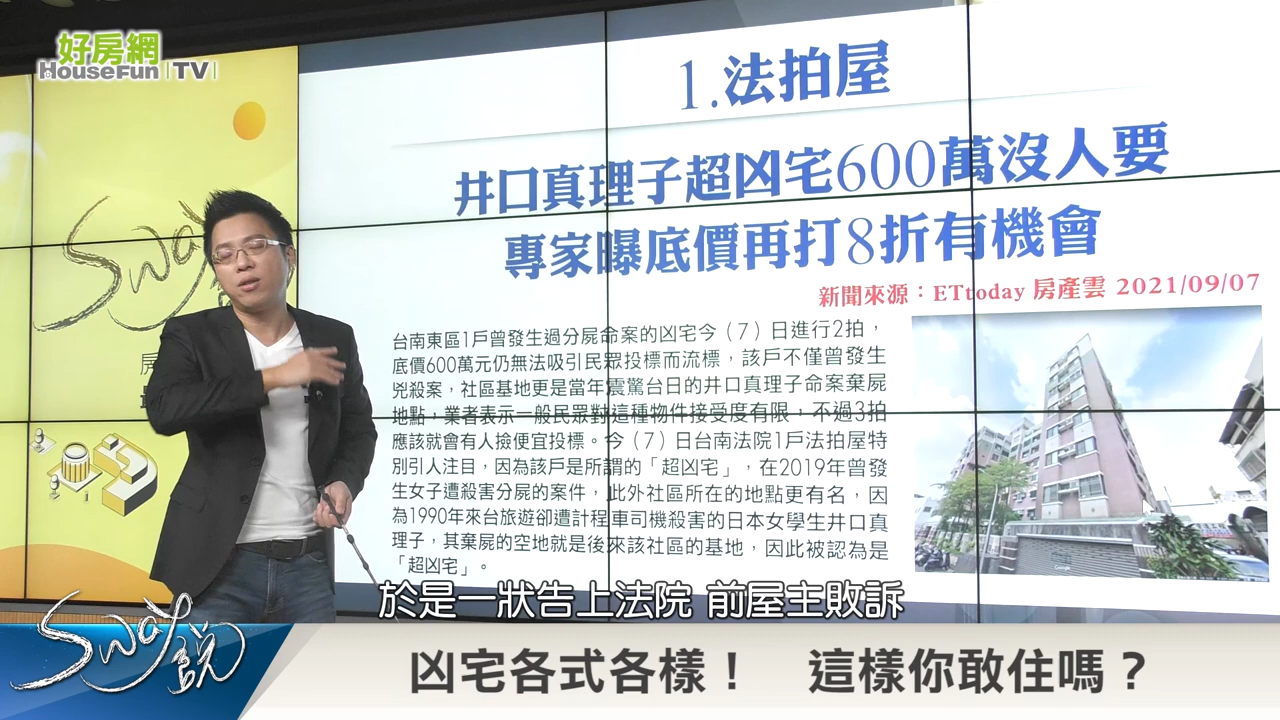 好房網
HouseFun TV
1.法拍屋
井口真理子超凶宅600萬沒人要
專家曝底價再打8折有機會
新聞來源：ETtoday 房產雲 2021/09/07
台南東區1戶曾發生過分屍命案的凶宅今（7）日進行2拍，
底價600萬元仍無法吸引民眾投標而流標，該戶不僅曾發生
兇殺案，社區基地更是當年震驚台日的井口真理子命案棄屍
地點，業者表示一般民眾對這種物件接受度有限，不過3拍
應該就會有人撿便宜投標。今（7）日台南法院1戶法拍屋特
別引人注目，因為該戶是所謂的「超凶宅」，在2019年曾發
生女子遭殺害分屍的案件，此外社區所在的地點更有名，因
為1990年來台旅遊卻遭計程車司機殺害的日本女學生井口真
理子，其棄屍的空地就是後來該社區的基地，因此被認為是
「超凶宅」。
Google
Sway
於是一狀告上法院 前屋主敗訴
Sway說
凶宅各式各樣！ 這樣你敢住嗎？